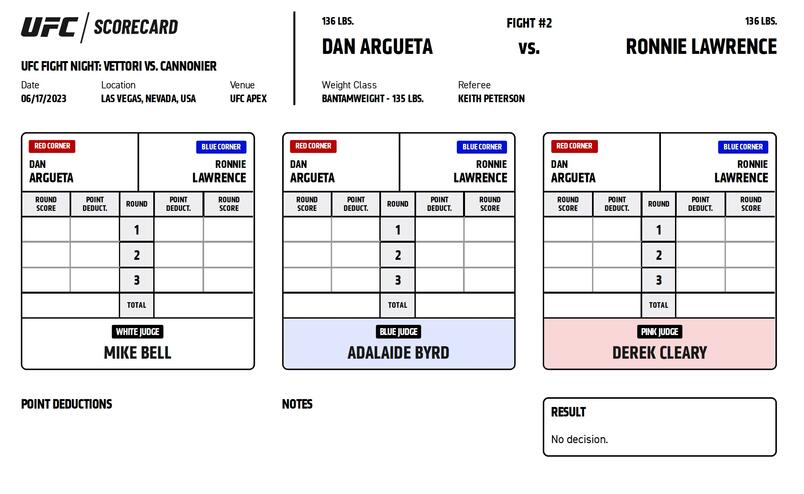 UFC / SCORECARD
UFC FIGHT NIGHT: VETTORI VS. CANNONIER
Date Location Venue
06/17/2023 LAS VEGAS, NEVADA, USA UFC APEX
136 LBS. FIGHT #2 136 LBS.
DAN ARGUETA vs. RONNIE LAWRENCE
Weight Class Referee
BANTAMWEIGHT - 135 LBS. KEITH PETERSON
RED CORNER BLUE CORNER
DAN RONNIE
ARGUETA LAWRENCE
ROUND POINT ROUND POINT ROUND
SCORE DEDUCT. DEDUCT. SCORE
1
2
3
TOTAL
WHITE JUDGE
MIKE BELL
RED CORNER BLUE CORNER
DAN RONNIE
ARGUETA LAWRENCE
ROUND POINT ROUND POINT ROUND
SCORE DEDUCT. DEDUCT. SCORE
1
2
3
TOTAL
BLUE JUDGE
ADALAIDE BYRD
RED CORNER BLUE CORNER
DAN RONNIE
ARGUETA LAWRENCE
ROUND POINT ROUND POINT ROUND
SCORE DEDUCT. DEDUCT. SCORE
1
2
3
TOTAL
PINK JUDGE
DEREK CLEARY
POINT DEDUCTIONS
NOTES
RESULT
No decision.